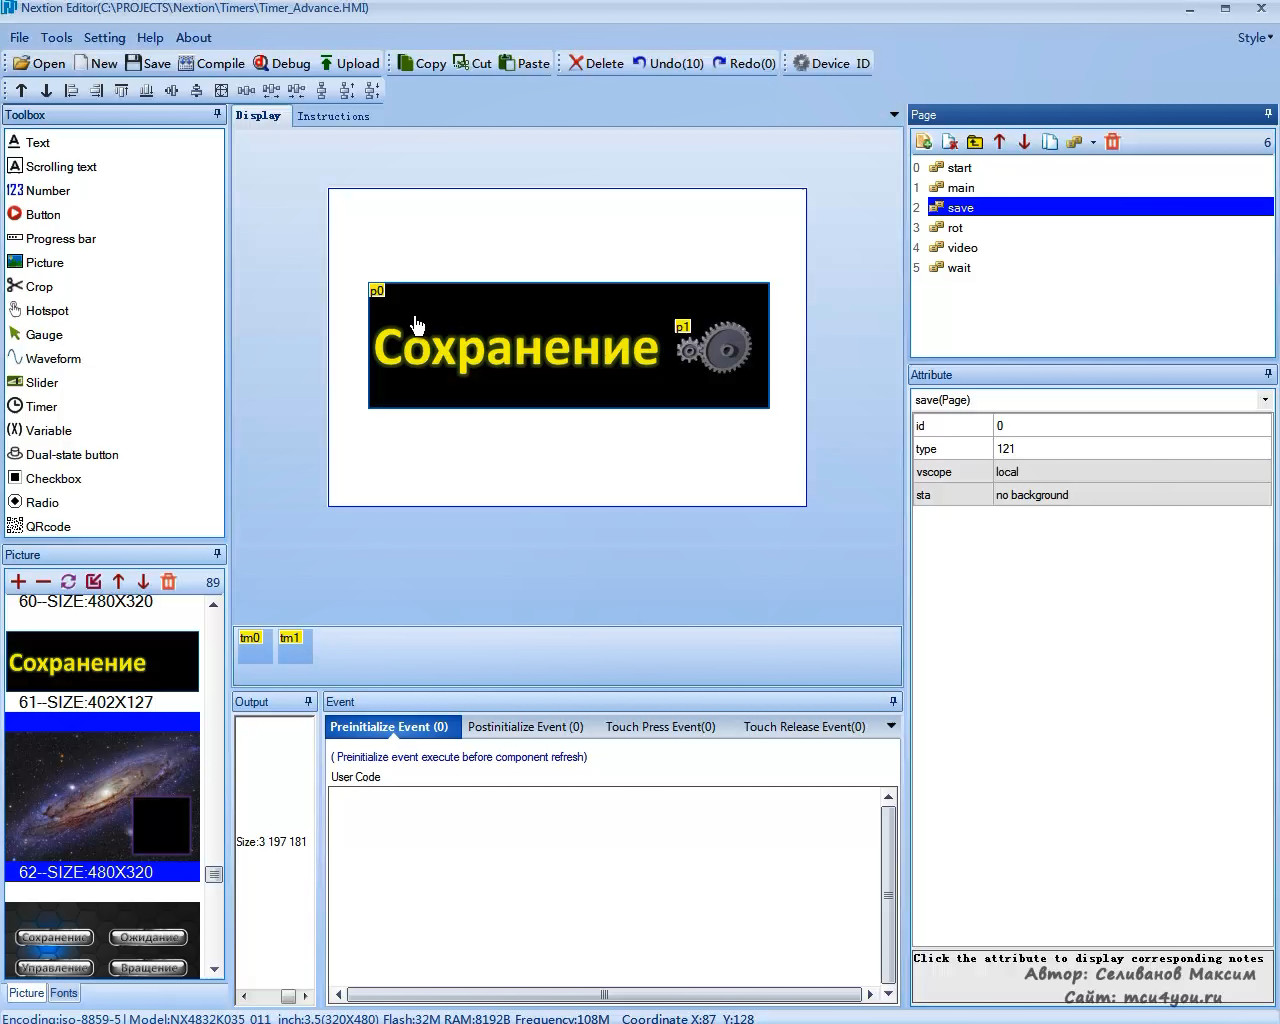 Nextion Editor(C:\PROJECTS\Nextion\Timers\Timer_Advance.HMI)
File Tools Setting Help About
Style
Open New Save Compile Debug Upload Copy Cut Paste Delete Undo(10) Redo(0) Device ID
Toolbox
Text
Scrolling text
Number
Button
Progress bar
Picture
Crop
Hotspot
Gauge
Waveform
Slider
Timer
Variable
Dual-state button
Checkbox
Radio
QRcode
Picture
89
60--SIZE:480X320
Сохранение
61--SIZE:402X127
62--SIZE:480X320
Сохранение Ожидание
Управление Вращение
Picture Fonts
Display Instructions
p0
Сохранение
p1
tm0 tm1
Output
Size:3 197 181
Event
Preinitialize Event (0) Postinitialize Event (0) Touch Press Event(0) Touch Release Event(0)
( Preinitialize event execute before component refresh)
User Code
Page
6
0 start
1 main
2 save
3 rot
4 video
5 wait
Attribute
save(Page)
id 0
type 121
vscope local
sta no background
Click the attribute to display corresponding notes
Автор: Селиванов Максим
Сайт: mcu4you.ru
Encoding:iso-8859-5| Model:NX4832K035_011 inch:3.5(320X480) Flash:32M RAM:8192B Frequency:108M Coordinate X:87 Y:128